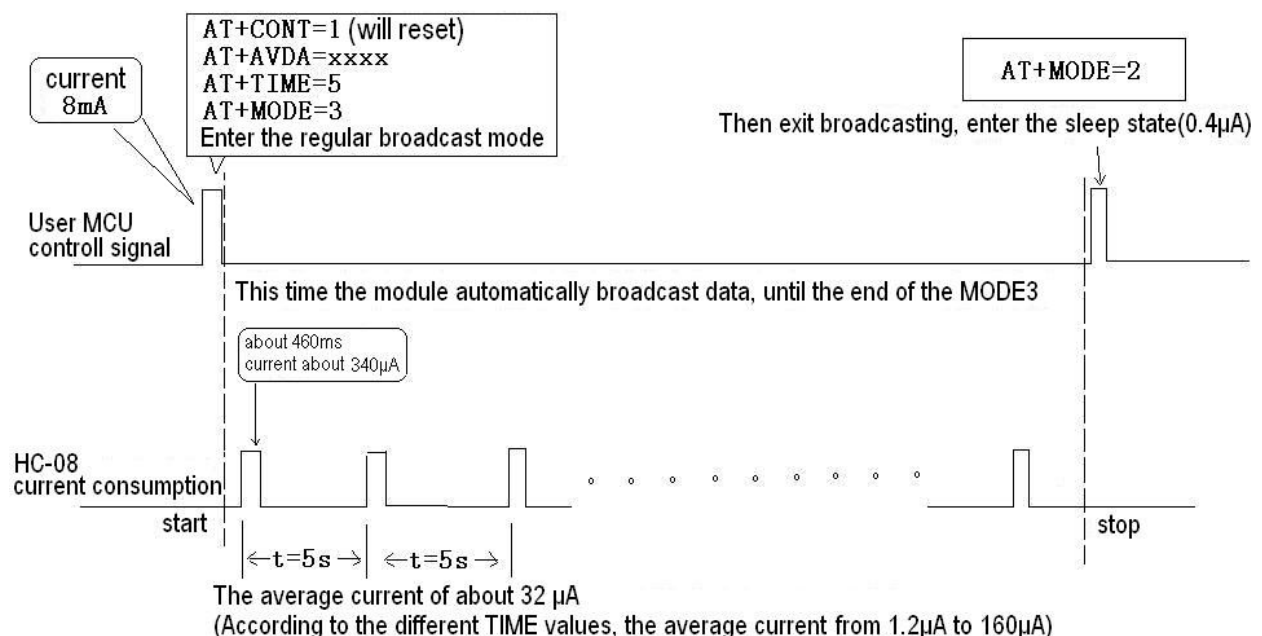 AT+CONT=1 (will reset)
AT+AVDA=xxxx
AT+TIME=5
AT+MODE=3
Enter the regular broadcast mode
current
8mA
AT+MODE=2
Then exit broadcasting, enter the sleep state(0.4µA)
User MCU
controll signal
This time the module automatically broadcast data, until the end of the MODE3
about 460ms
current about 340µA
HC-08
current consumption
start
stop
t=5s
t=5s
The average current of about 32 µA
(According to the different TIME values, the average current from 1.2µA to 160µA)